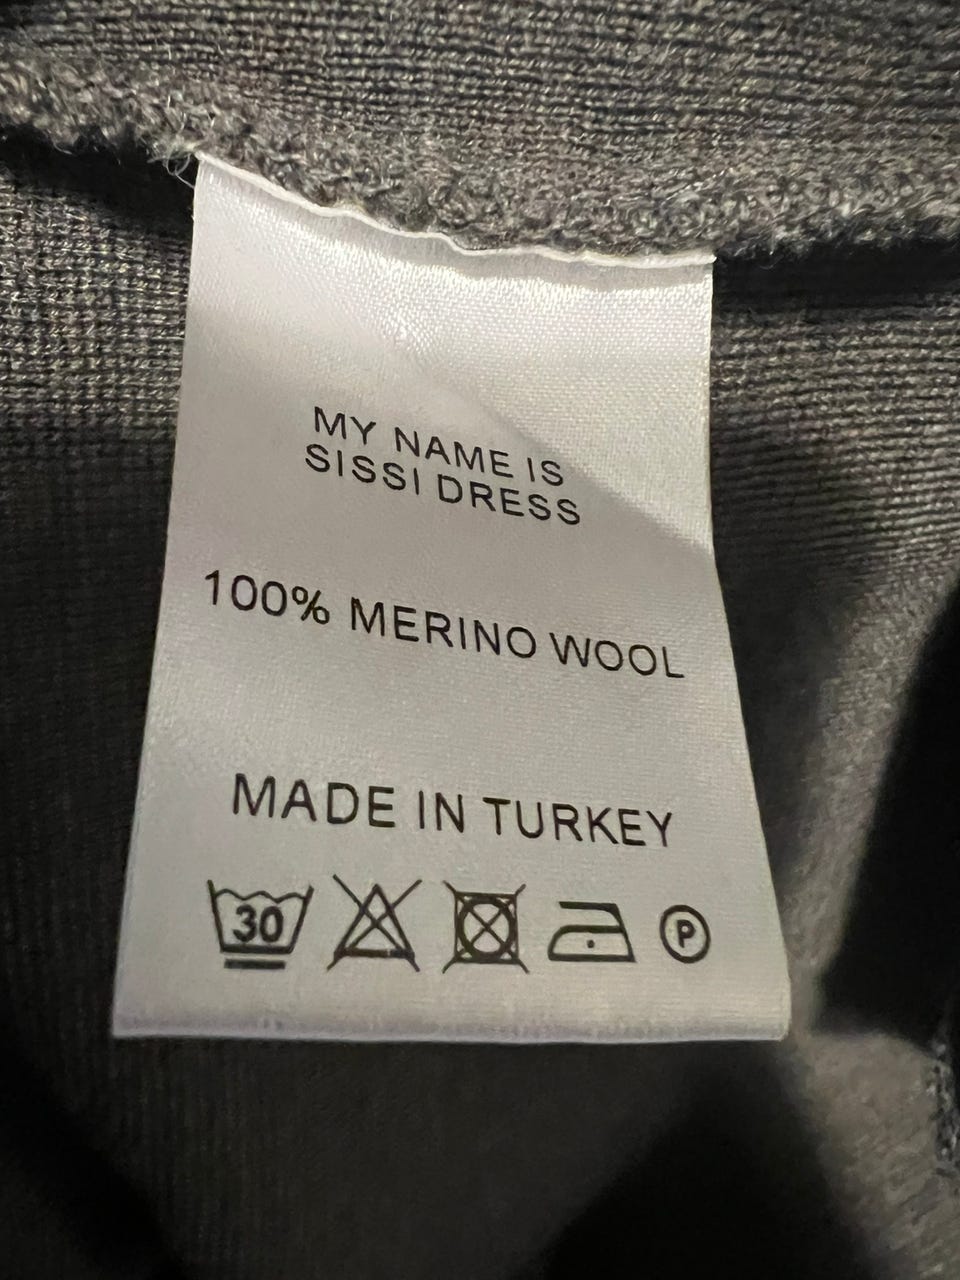 MY NAME IS
SISSI DRESS
100% MERINO WOOL
MADE IN TURKEY
30
P